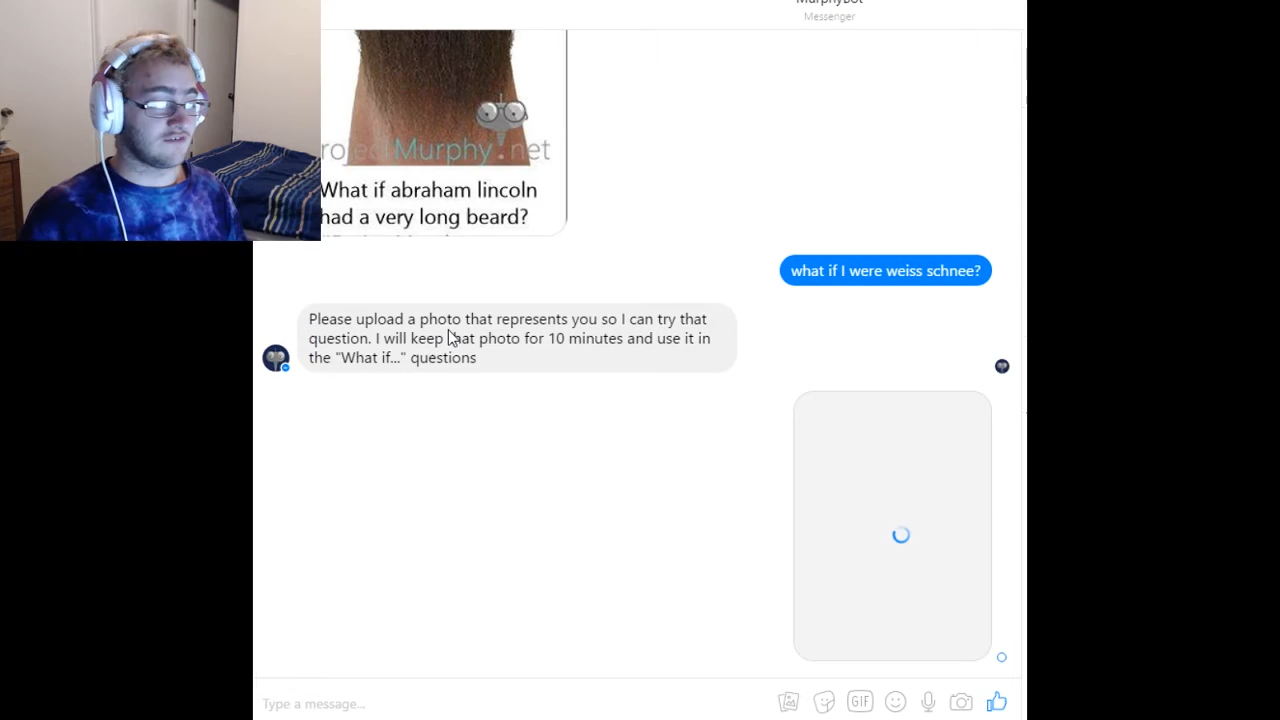 Messenger
rojectMurphy.net
What if abraham lincoln
had a very long beard?
what if I were weiss schnee?
Please upload a photo that represents you so I can try that
question. I will keep that photo for 10 minutes and use it in
the "What if..." questions
Type a message...
GIF